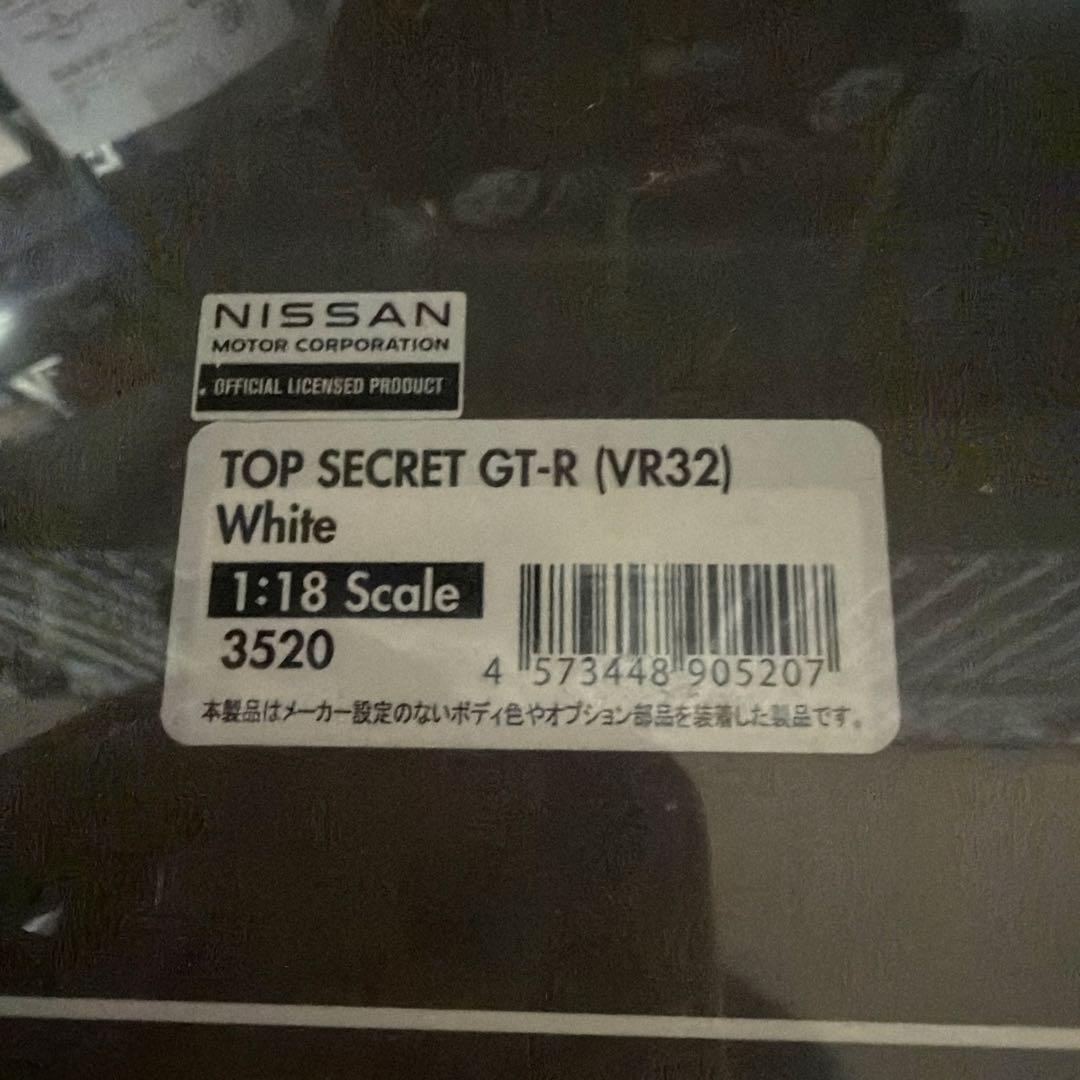 NISSAN
MOTOR CORPORATION
OFFICIAL LICENSED PRODUCT
TOP SECRET GT-R (VR32)
White
1:18 Scale
3520
4 573448 905207
本製品はメーカー設定のないボディ色やオプション部品を装着した製品です。